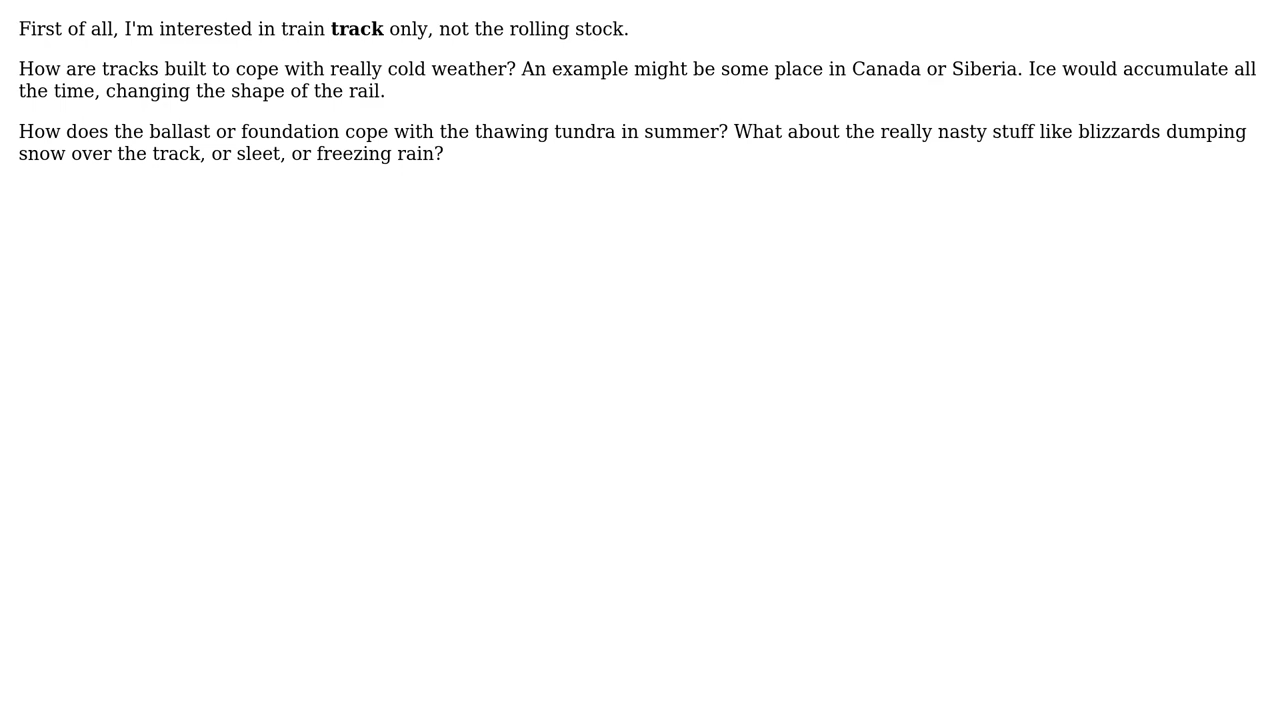 First of all, I'm interested in train track only, not the rolling stock.
How are tracks built to cope with really cold weather? An example might be some place in Canada or Siberia. Ice would accumulate all
the time, changing the shape of the rail.
How does the ballast or foundation cope with the thawing tundra in summer? What about the really nasty stuff like blizzards dumping
snow over the track, or sleet, or freezing rain?